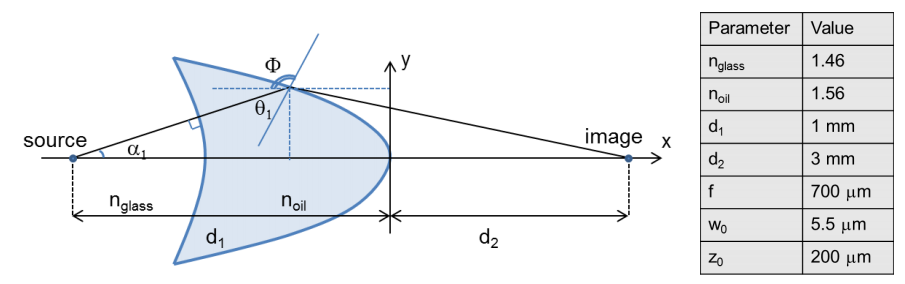 Φ
y
θ1
source
α1
image
x
nglass
noil
d1
d2
Parameter Value
nglass 1.46
noil 1.56
d1 1 mm
d2 3 mm
f 700 μm
w0 5.5 μm
z0 200 μm